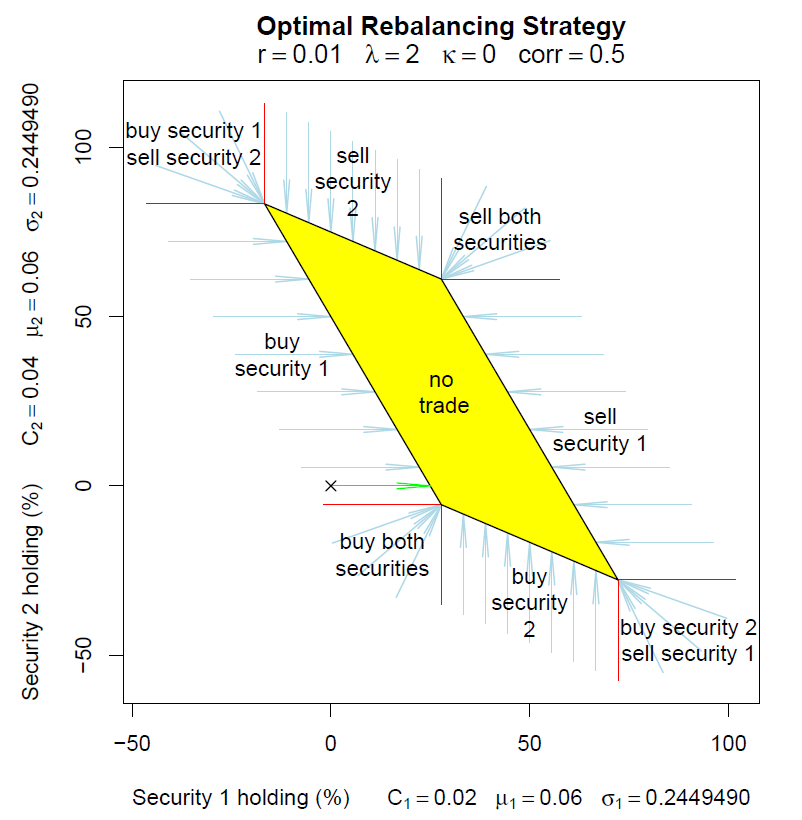 Optimal Rebalancing Strategy
r = 0.01 λ = 2 κ = 0 corr = 0.5
buy security 1
sell security 2
sell
security
2
sell both
securities
buy
security 1
no
trade
sell
security 1
buy both
securities
buy
security
2
buy security 2
sell security 1
100
50
0
−50
Security 2 holding (%) C2 = 0.04 μ2 = 0.06 σ2 = 0.2449490
−50 0 50 100
Security 1 holding (%) C1 = 0.02 μ1 = 0.06 σ1 = 0.2449490